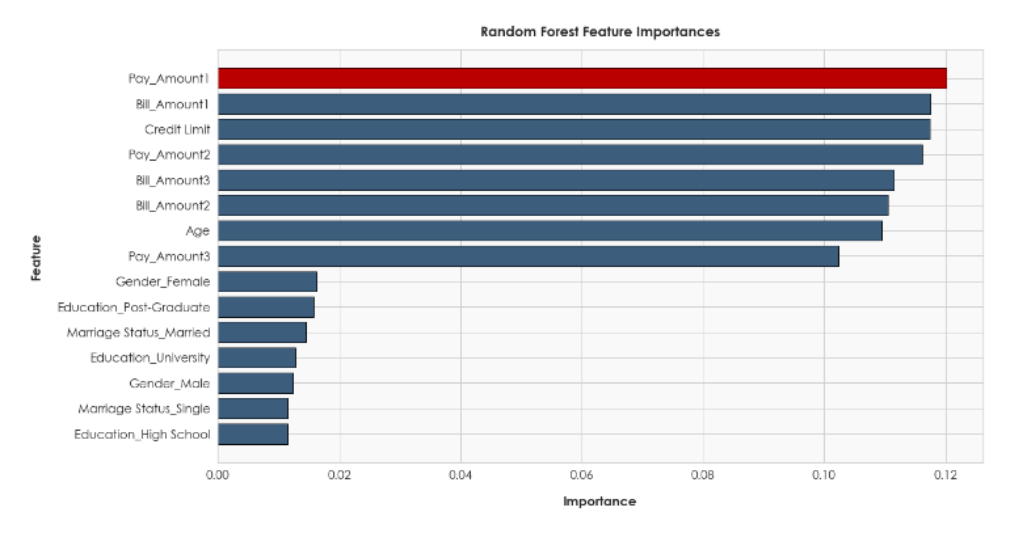 Random Forest Feature Importances
Pay_Amount1
Bill_Amount1
Credit Limit
Pay_Amount2
Bill_Amount3
Bill_Amount2
Age
Pay_Amount3
Gender_Female
Education_Post-Graduate
Marriage Status_Married
Education_University
Gender_Male
Marriage Status_Single
Education_High School
Feature
0.00 0.02 0.04 0.06 0.08 0.10 0.12
Importance